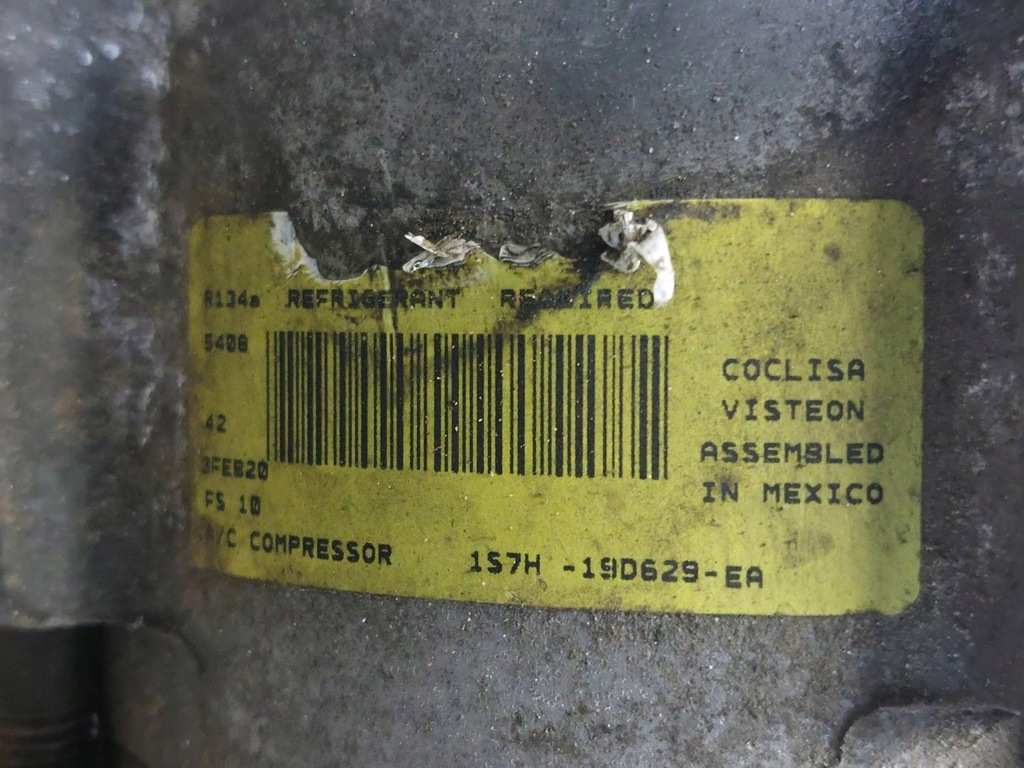 R134a REFRIGERANT REQUIRED
5408
42
3FEB20
FS 10
A/C COMPRESSOR 1S7H -19D629-EA
COCLISA
VISTEON
ASSEMBLED
IN MEXICO